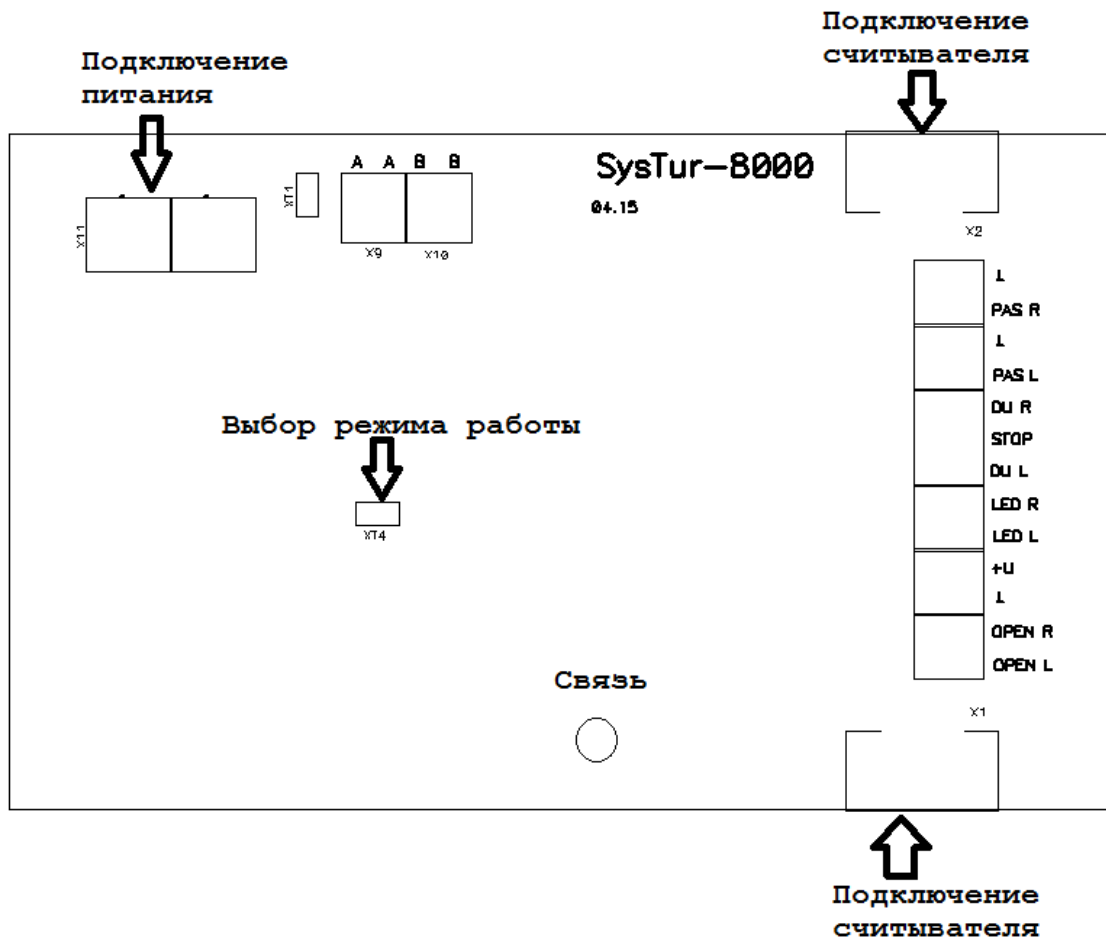 Подключение
считывателя
Подключение
питания
A A B B
SysTur-8000
04.15
XT1
X11
X9 X10
X2
⊥
PAS R
⊥
PAS L
DU R
STOP
DU L
LED R
LED L
+U
⊥
OPEN R
OPEN L
Выбор режима работы
XT4
Связь
X1
Подключение
считывателя